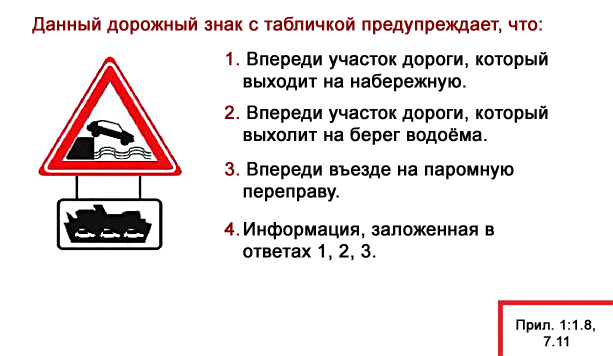 Данный дорожный знак с табличкой предупреждает, что:
1. Впереди участок дороги, который
выходит на набережную.
2. Впереди участок дороги, который
выхолит на берег водоёма.
3. Впереди въезде на паромную
переправу.
4. Информация, заложенная в
ответах 1, 2, 3.
Прил. 1:1.8,
7.11